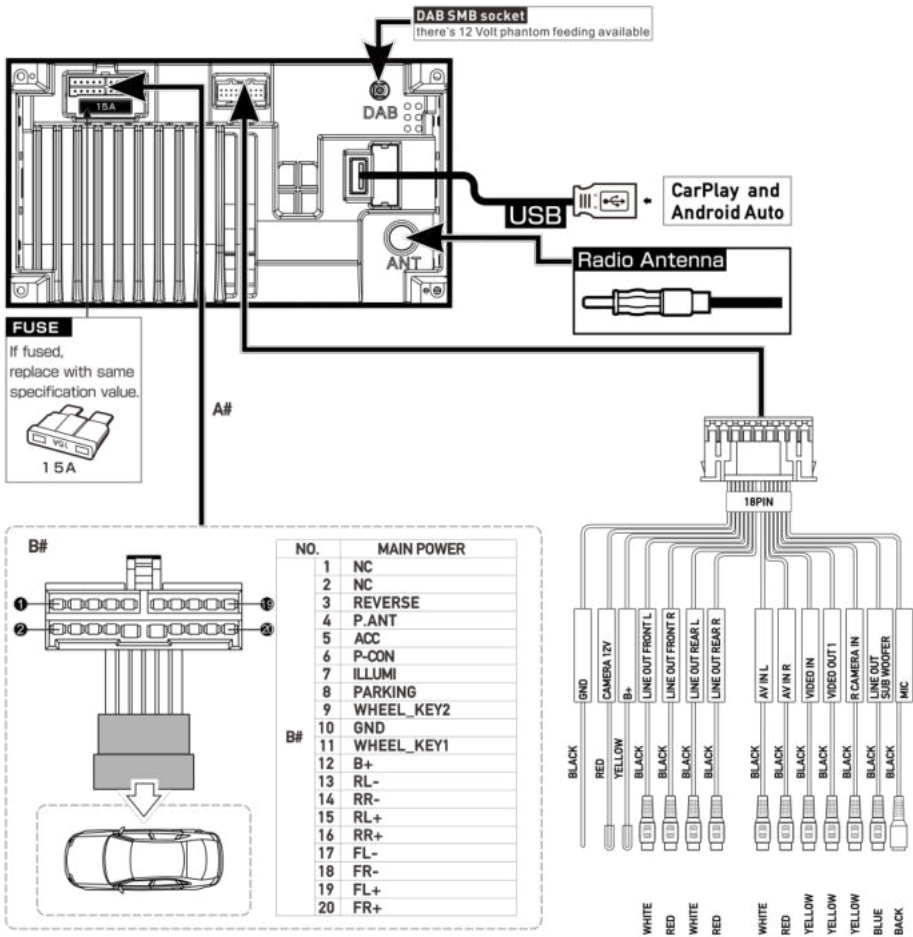 DAB SMB socket
there's 12 Volt phantom feeding available
15A
DAB
USB
CarPlay and
Android Auto
ANT
Radio Antenna
FUSE
If fused,
replace with same
specification value.
15A
15A
A#
18PIN
B#
1
19
2
20
NO. MAIN POWER
B#
1 NC
2 NC
3 REVERSE
4 P.ANT
5 ACC
6 P-CON
7 ILLUMI
8 PARKING
9 WHEEL_KEY2
10 GND
11 WHEEL_KEY1
12 B+
13 RL-
14 RR-
15 RL+
16 RR+
17 FL-
18 FR-
19 FL+
20 FR+
GND
CAMERA 12V
B+
LINE OUT FRONT L
LINE OUT FRONT R
LINE OUT REAR L
LINE OUT REAR R
AV IN L
AV IN R
VIDEO IN
VIDEO OUT 1
R CAMERA IN
LINE OUT
SUB WOOFER
MIC
BLACK
RED
YELLOW
BLACK
BLACK
BLACK
BLACK
BLACK
BLACK
BLACK
BLACK
BLACK
BLACK
BLACK
WHITE
RED
WHITE
RED
WHITE
RED
YELLOW
YELLOW
YELLOW
BLUE
BACK